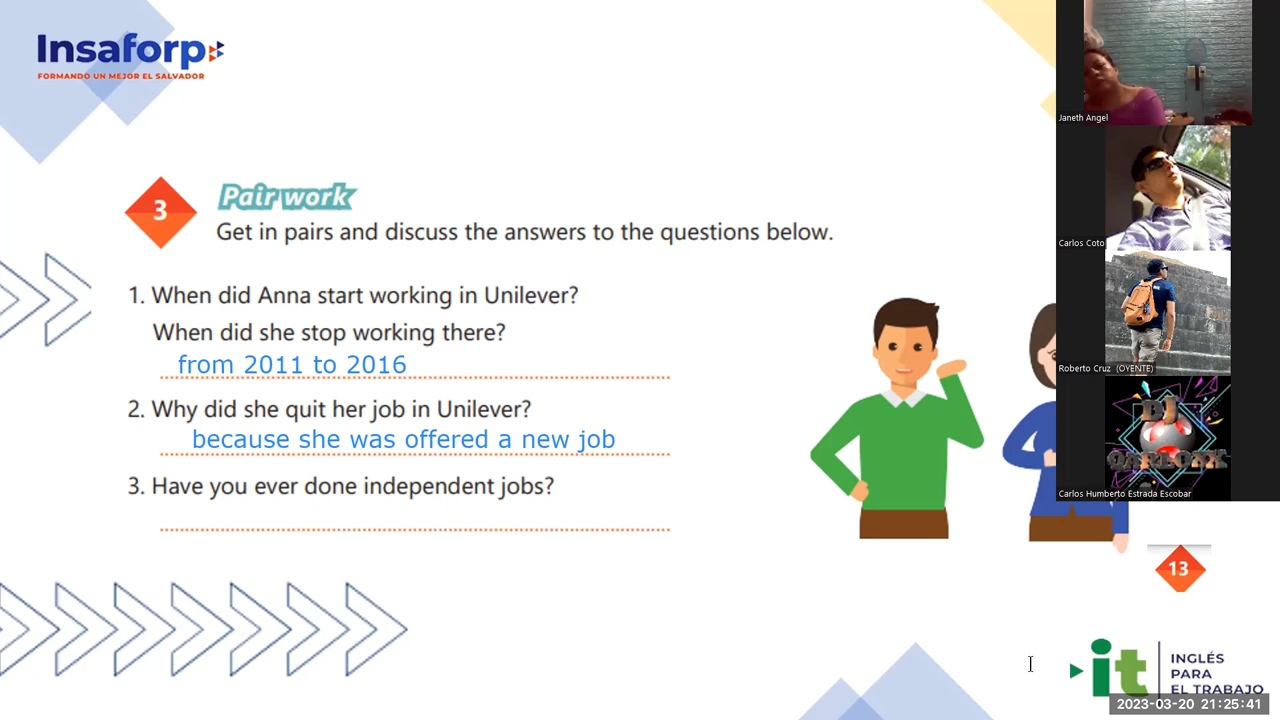 Insaforp
FORMANDO UN MEJOR EL SALVADOR
3
Pair work
Get in pairs and discuss the answers to the questions below.
1. When did Anna start working in Unilever?
When did she stop working there?
from 2011 to 2016
2. Why did she quit her job in Unilever?
because she was offered a new job
3. Have you ever done independent jobs?
Janeth Angel
Carlos Coto
Roberto Cruz (OYENTE)
DJ
QARLOXX
Carlos Humberto Estrada Escobar
13
it
INGLÉS
PARA
EL TRABAJO
2023-03-20 21:25:41